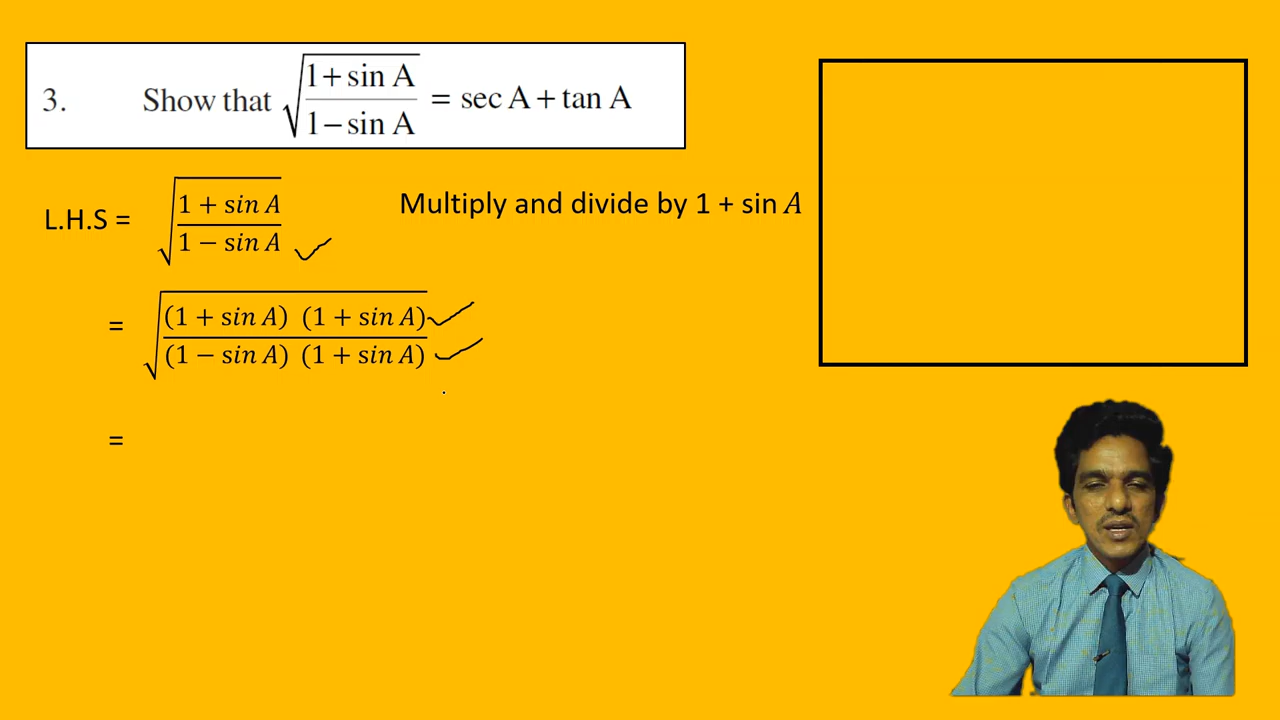 3. Show that √((1+sin A)/(1−sin A)) = sec A+tan A
L.H.S = √((1 + sin A)/(1 − sin A))
Multiply and divide by 1 + sin A
= √(((1 + sin A) (1 + sin A))/((1 − sin A) (1 + sin A)))
=